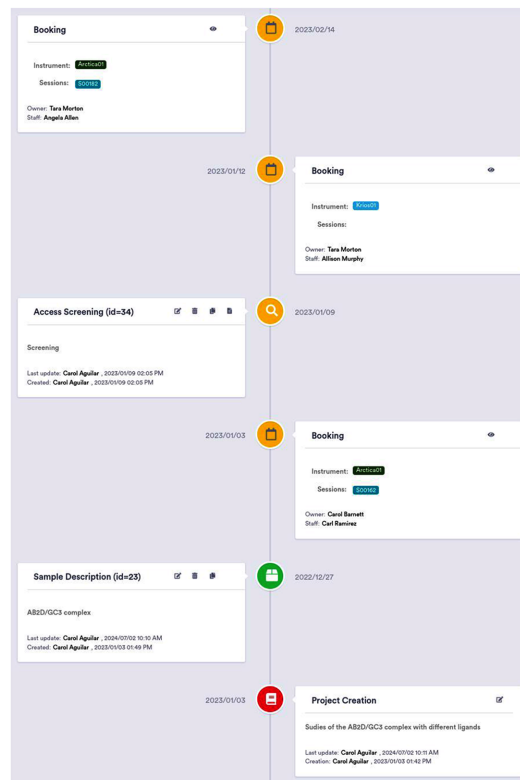 Booking
2023/02/14
Instrument: Arctica01
Sessions: S00182
Owner: Tara Morton
Staff: Angela Allen
2023/01/12
Booking
Instrument: Krios01
Sessions:
Owner: Tara Morton
Staff: Allison Murphy
Access Screening (id=34)
2023/01/09
Screening
Last update: Carol Aguilar , 2023/01/09 02:05 PM
Created: Carol Aguilar , 2023/01/09 02:05 PM
2023/01/03
Booking
Instrument: Arctica01
Sessions: S00162
Owner: Carol Barnett
Staff: Carl Ramirez
Sample Description (id=23)
2022/12/27
AB2D/GC3 complex
Last update: Carol Aguilar , 2024/07/02 10:10 AM
Created: Carol Aguilar , 2023/01/03 01:49 PM
2023/01/03
Project Creation
Sudies of the AB2D/GC3 complex with different ligands
Last update: Carol Aguilar , 2024/07/02 10:11 AM
Creation: Carol Aguilar , 2023/01/03 01:42 PM